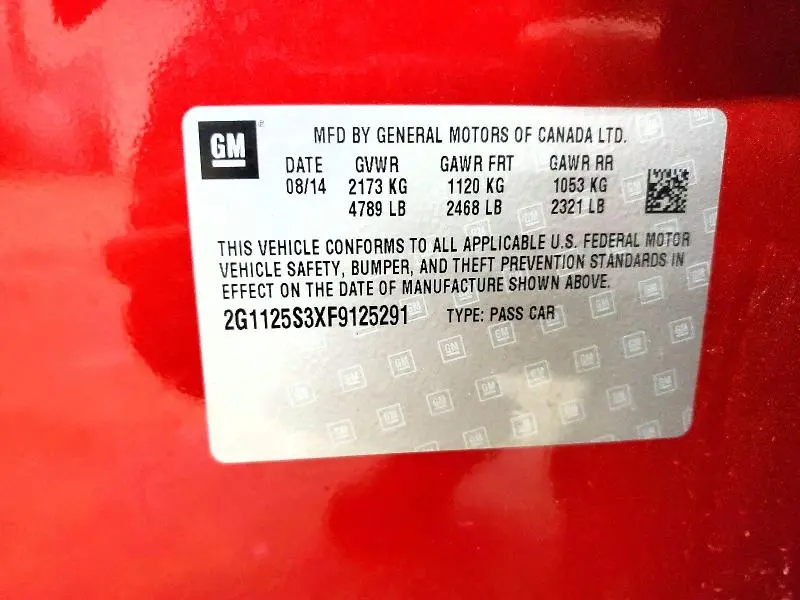 GM
MFD BY GENERAL MOTORS OF CANADA LTD.
DATE GVWR GAWR FRT GAWR RR
08/14 2173 KG 1120 KG 1053 KG
4789 LB 2468 LB 2321 LB
THIS VEHICLE CONFORMS TO ALL APPLICABLE U.S. FEDERAL MOTOR
VEHICLE SAFETY, BUMPER, AND THEFT PREVENTION STANDARDS IN
EFFECT ON THE DATE OF MANUFACTURE SHOWN ABOVE.
2G1125S3XF9125291 TYPE: PASS CAR